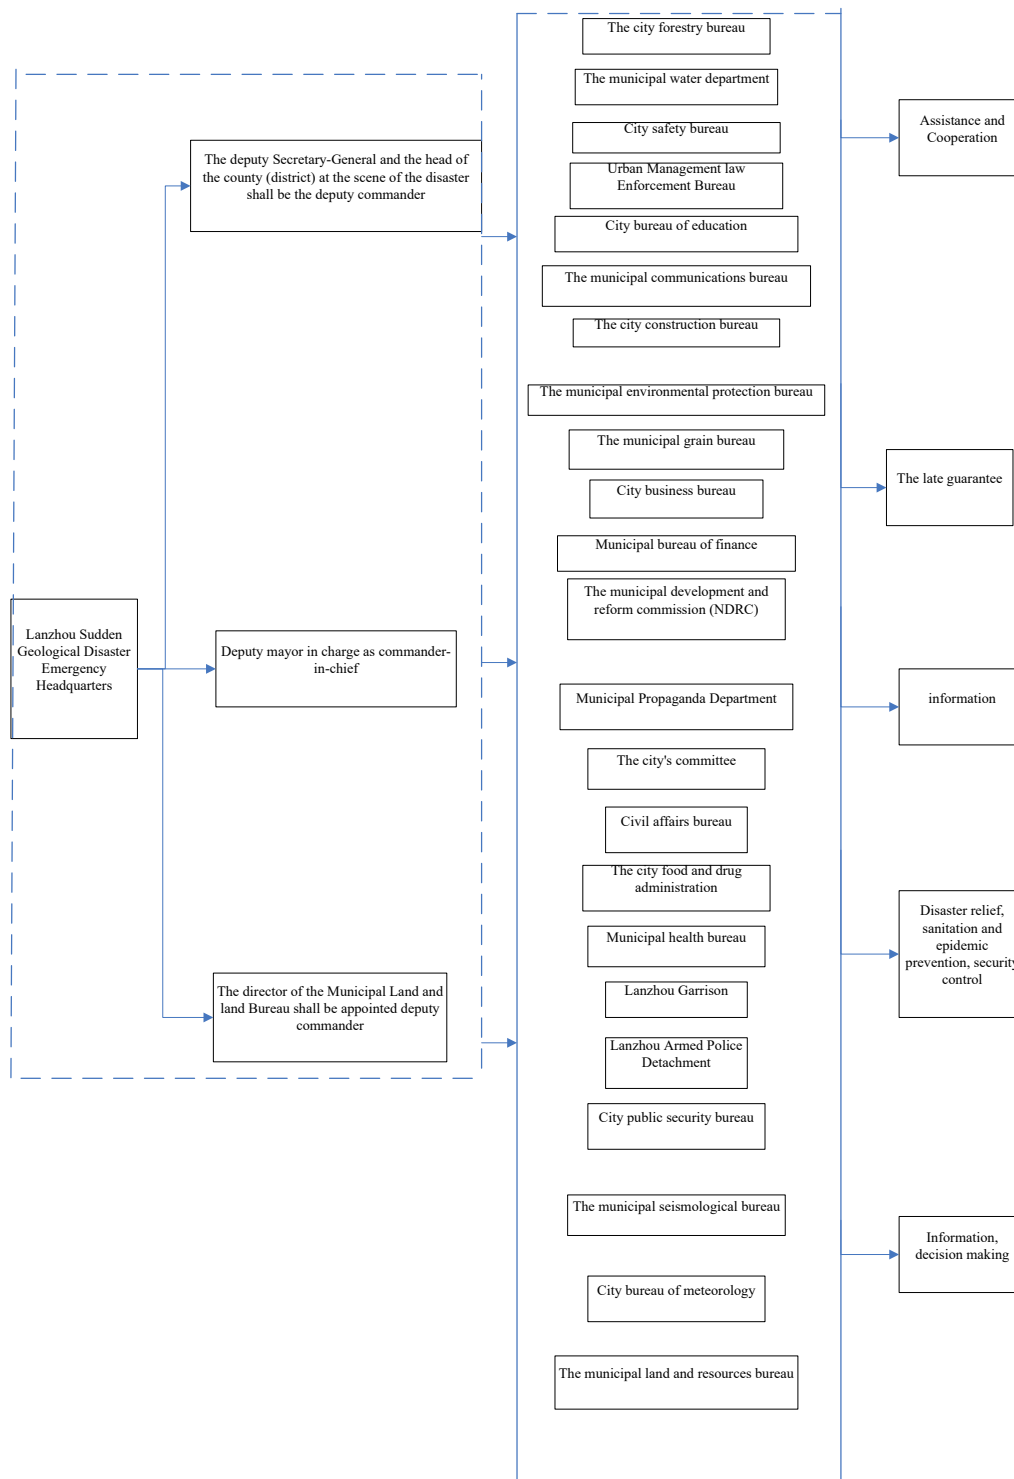 Lanzhou Sudden
Geological Disaster
Emergency
Headquarters
The deputy Secretary-General and the head of
the county (district) at the scene of the disaster
shall be the deputy commander
Deputy mayor in charge as commander-
in-chief
The director of the Municipal Land and
land Bureau shall be appointed deputy
commander
The city forestry bureau
The municipal water department
City safety bureau
Urban Management law
Enforcement Bureau
City bureau of education
The municipal communications bureau
The city construction bureau
The municipal environmental protection bureau
The municipal grain bureau
City business bureau
Municipal bureau of finance
The municipal development and
reform commission (NDRC)
Municipal Propaganda Department
The city's committee
Civil affairs bureau
The city food and drug
administration
Municipal health bureau
Lanzhou Garrison
Lanzhou Armed Police
Detachment
City public security bureau
The municipal seismological bureau
City bureau of meteorology
The municipal land and resources bureau
Assistance and
Cooperation
The late guarantee
information
Disaster relief,
sanitation and
epidemic
prevention, security
control
Information,
decision making